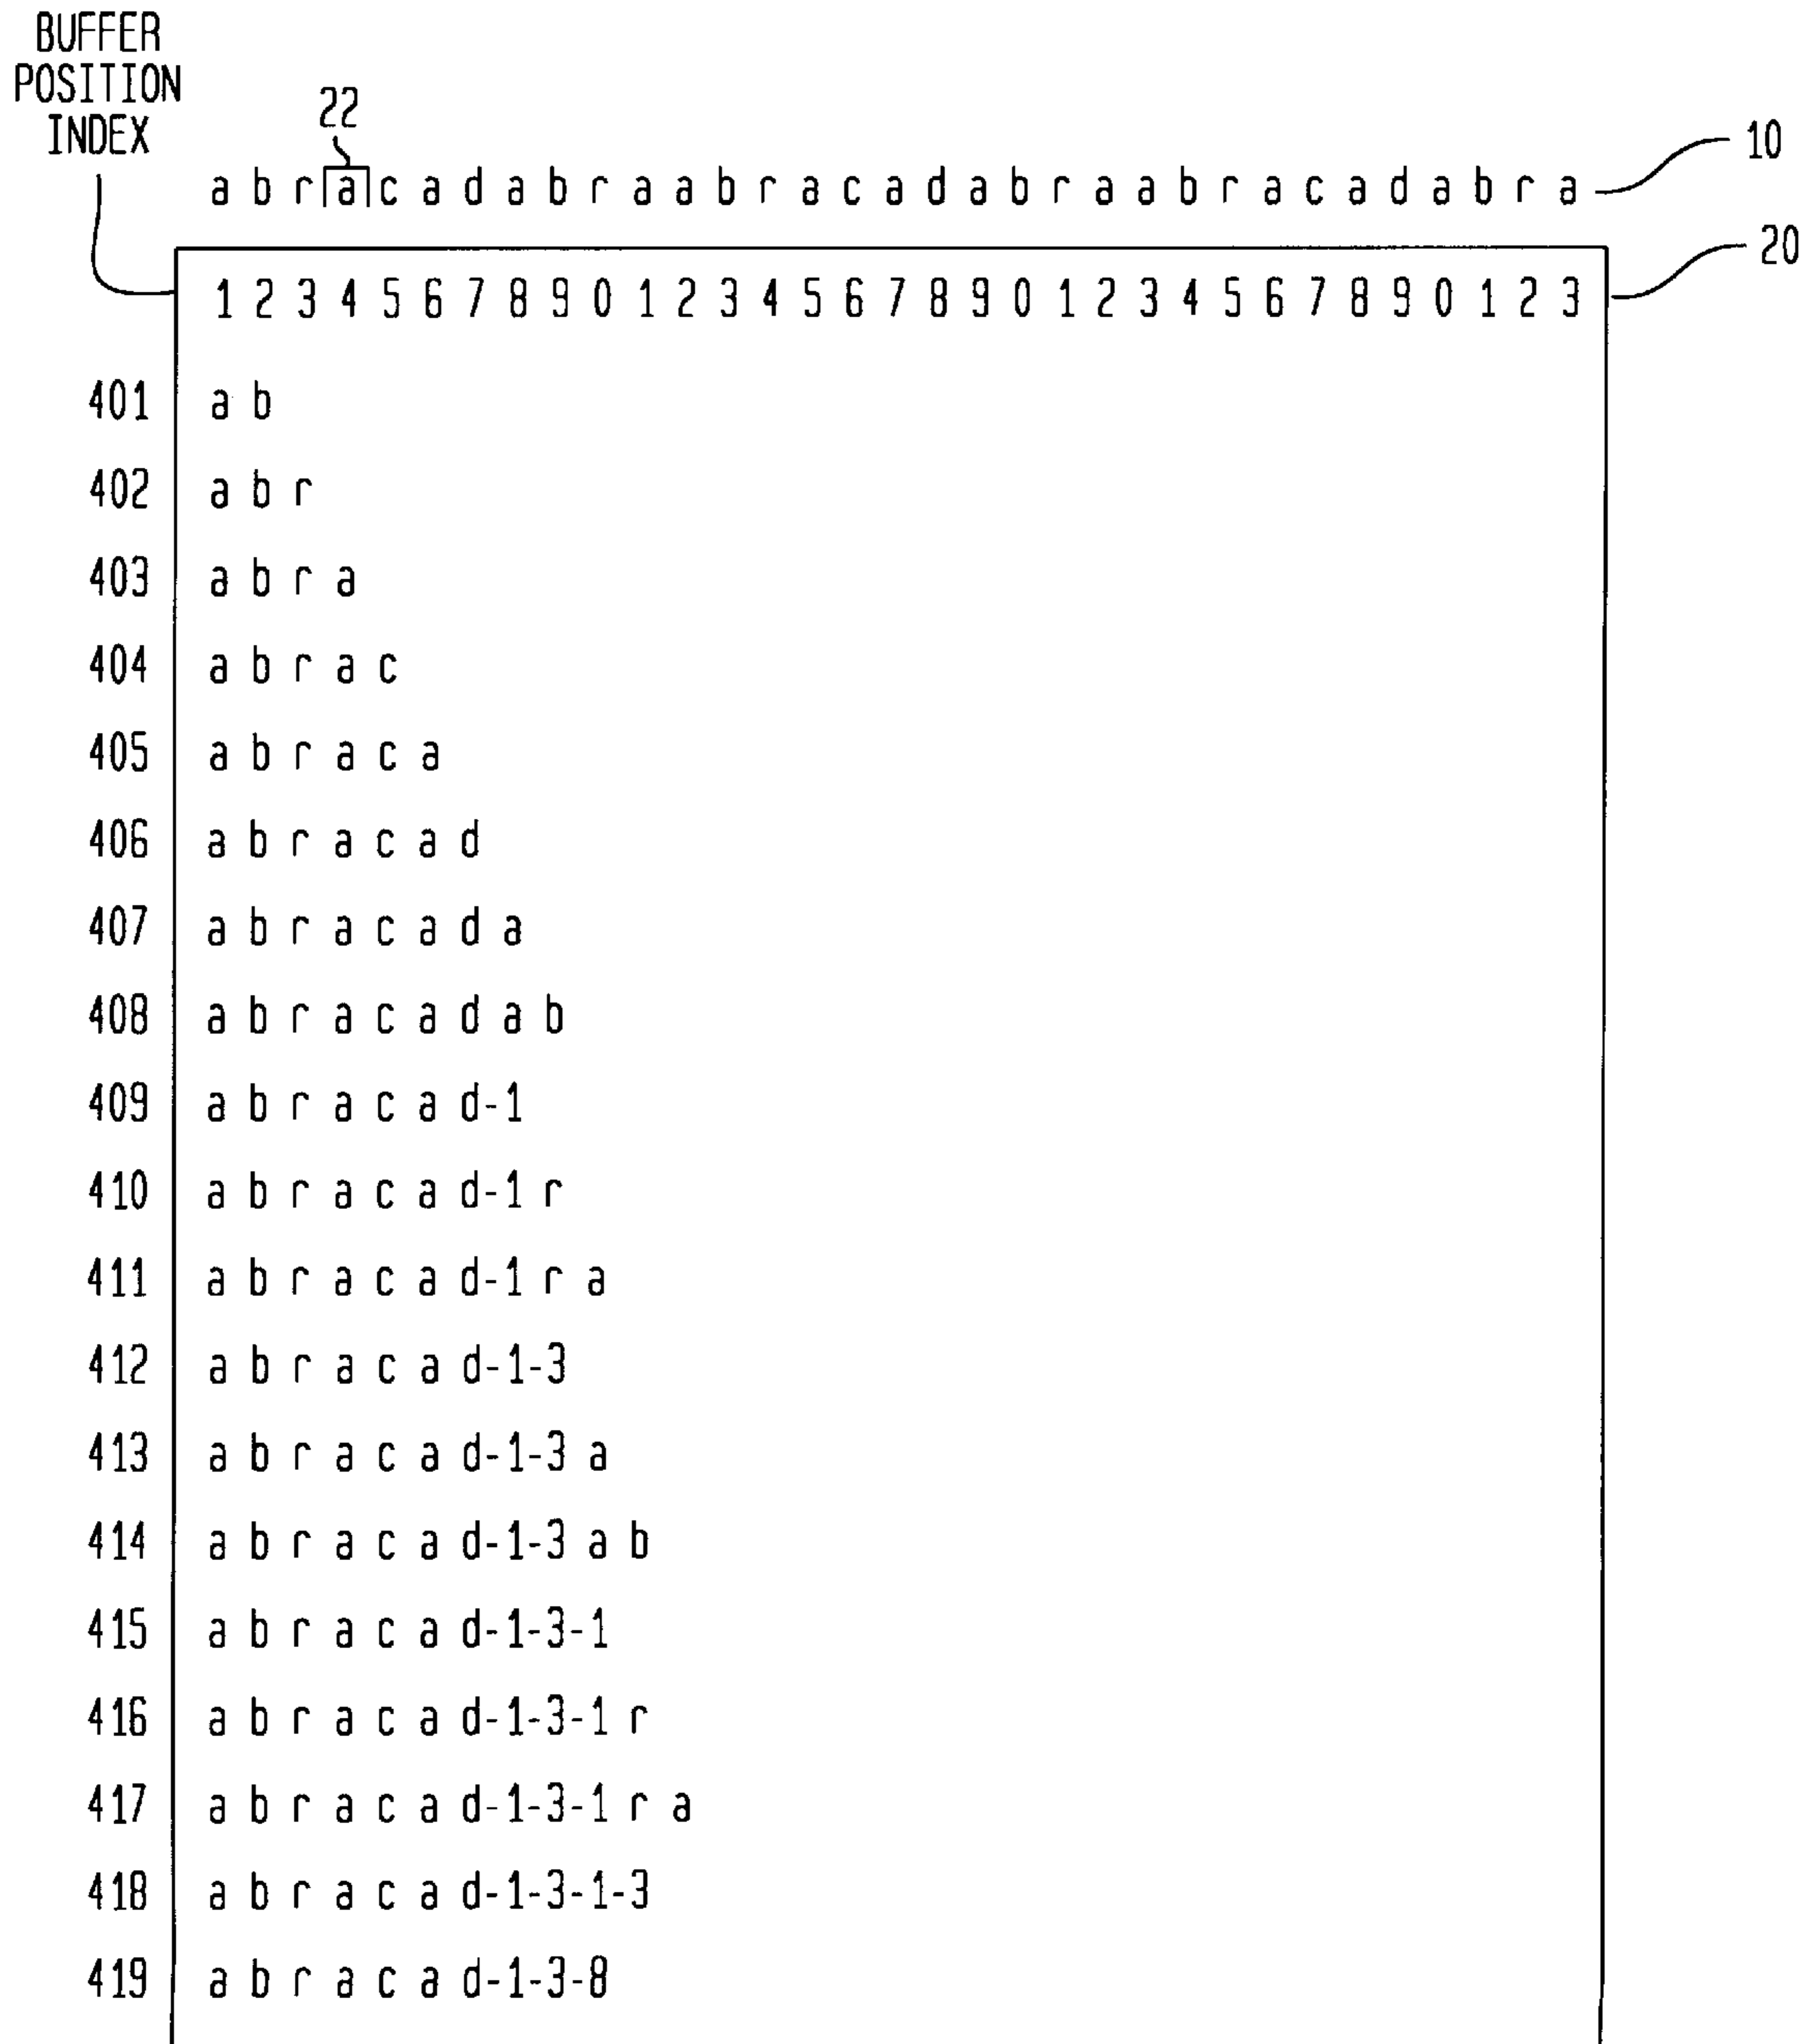 BUFFER
POSITION
INDEX
22
a b r a c a d a b r a a b r a c a d a b r a a b r a c a d a b r a
10
20
1 2 3 4 5 6 7 8 9 0 1 2 3 4 5 6 7 8 9 0 1 2 3 4 5 6 7 8 9 0 1 2 3
401 a b
402 a b r
403 a b r a
404 a b r a c
405 a b r a c a
406 a b r a c a d
407 a b r a c a d a
408 a b r a c a d a b
409 a b r a c a d-1
410 a b r a c a d-1 r
411 a b r a c a d-1 r a
412 a b r a c a d-1-3
413 a b r a c a d-1-3 a
414 a b r a c a d-1-3 a b
415 a b r a c a d-1-3-1
416 a b r a c a d-1-3-1 r
417 a b r a c a d-1-3-1 r a
418 a b r a c a d-1-3-1-3
419 a b r a c a d-1-3-8